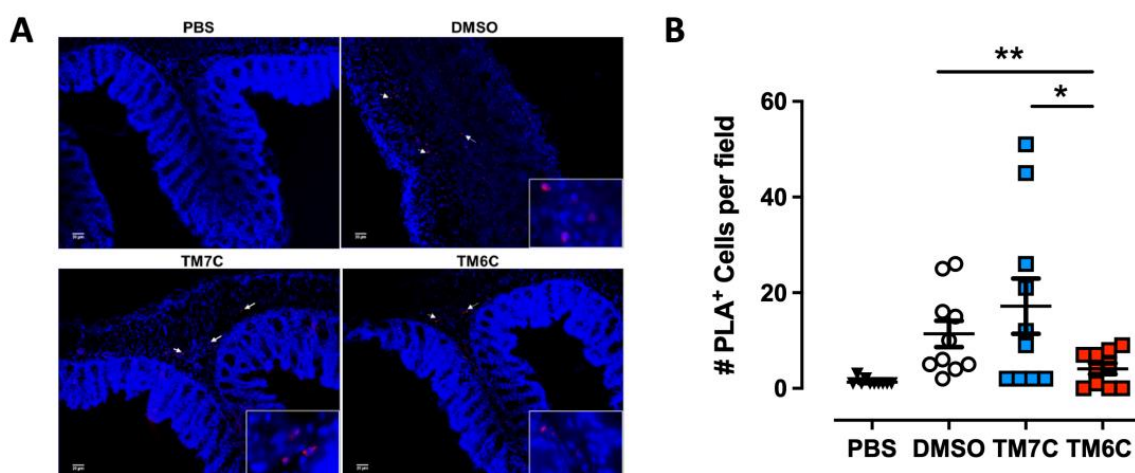 A
PBS
DMSO
TM7C
TM6C
B
# PLA⁺ Cells per field
60
40
20
0
**
*
PBS DMSO TM7C TM6C